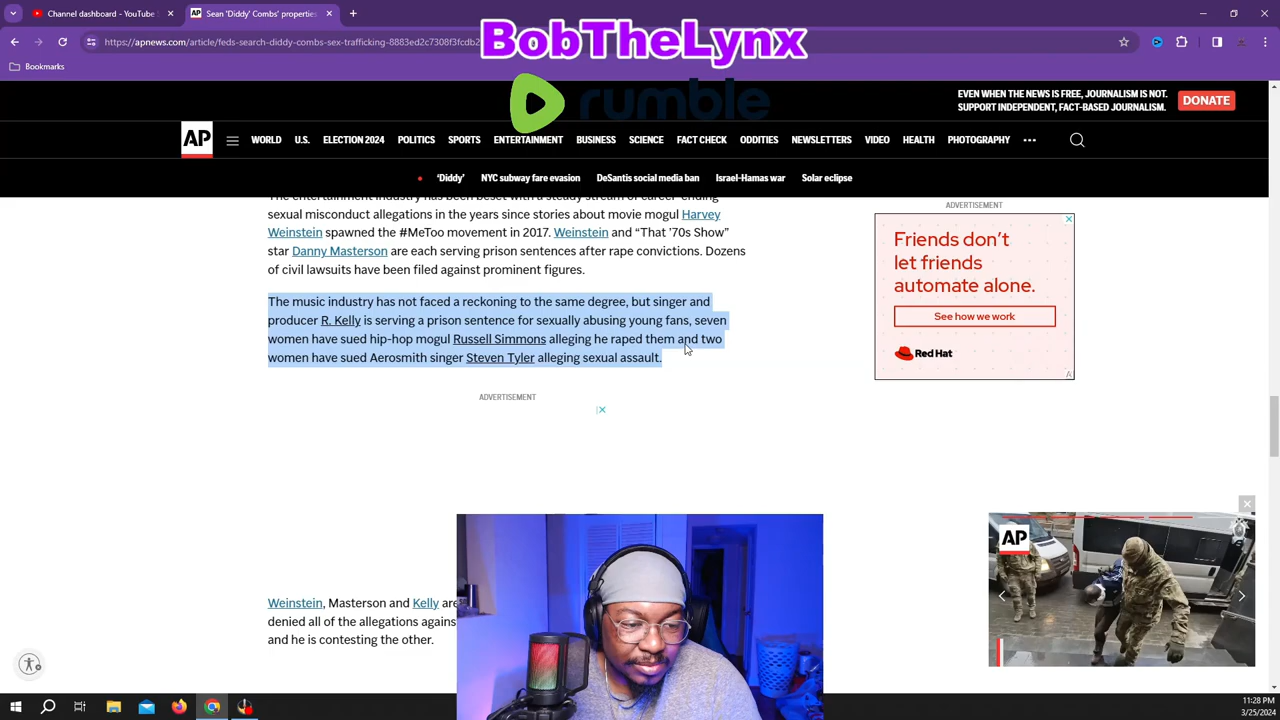 Sean 'Diddy' Combs' Property
YouTube S
Sean 'Diddy' Combs' s
https://apnews.com/article/feds-search-diddy-combs-sex-trafficking-8883ed2c7308f36cdb2
Bookmarks
BobTheLynx
rumble
EVEN WHEN THE NEWS IS FREE, JOURNALISM IS NOT.
SUPPORT INDEPENDENT, FACT-BASED JOURNALISM.
DONATE
AP
WORLD U.S. ELECTION 2024 POLITICS SPORTS ENTERTAINMENT BUSINESS SCIENCE FACT CHECK ODDITIES NEWSLETTERS VIDEO HEALTH PHOTOGRAPHY
'Diddy' NYC subway fare evasion DeSantis social media ban Israel-Hamas war Solar eclipse
The entertainment industry has been beset with a steady stream of career-ending
sexual misconduct allegations in the years since stories about movie mogul Harvey
Weinstein spawned the #MeToo movement in 2017. Weinstein and “That ’70s Show”
star Danny Masterson are each serving prison sentences after rape convictions. Dozens
of civil lawsuits have been filed against prominent figures.
The music industry has not faced a reckoning to the same degree, but singer and
producer R. Kelly is serving a prison sentence for sexually abusing young fans, seven
women have sued hip-hop mogul Russell Simmons alleging he raped them and two
women have sued Aerosmith singer Steven Tyler alleging sexual assault.
ADVERTISEMENT
ADVERTISEMENT
Friends don’t
let friends
automate alone.
See how we work
Red Hat
AP
Weinstein, Masterson and Kelly are
denied all of the allegations agains
and he is contesting the other.
11:28 PM
3/25/2024